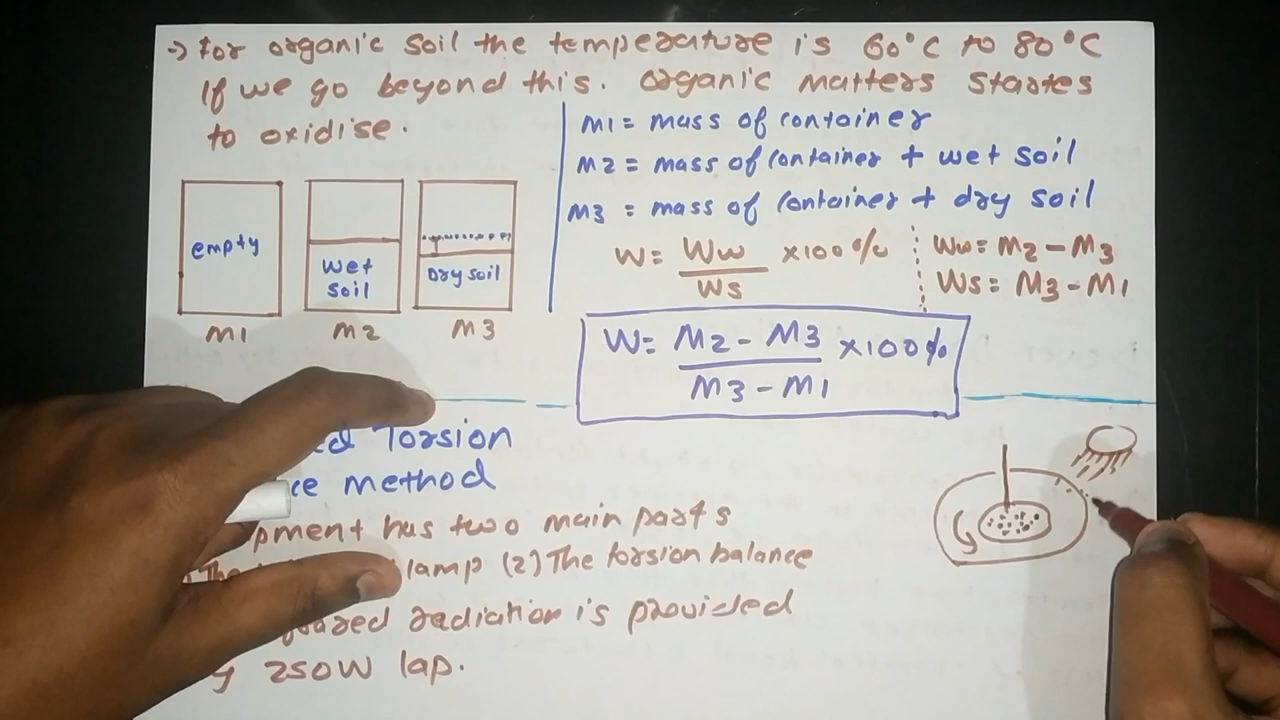 → For organic soil the temperature is 60°C to 80°C
If we go beyond this. Organic matters startes
to oxidise.
M1 = mass of container
M2 = mass of container + wet soil
M3 = mass of container + dry soil
empty
wet
soil
Dry soil
M1
M2
M3
W = Ww/Ws ×100%
Ww = M2 - M3
Ws = M3 - M1
W = M2 - M3/M3 - M1 ×100%
Torsion
method
has two main parts
lamp (2) The torsion balance
radiation is provided
250W lap.